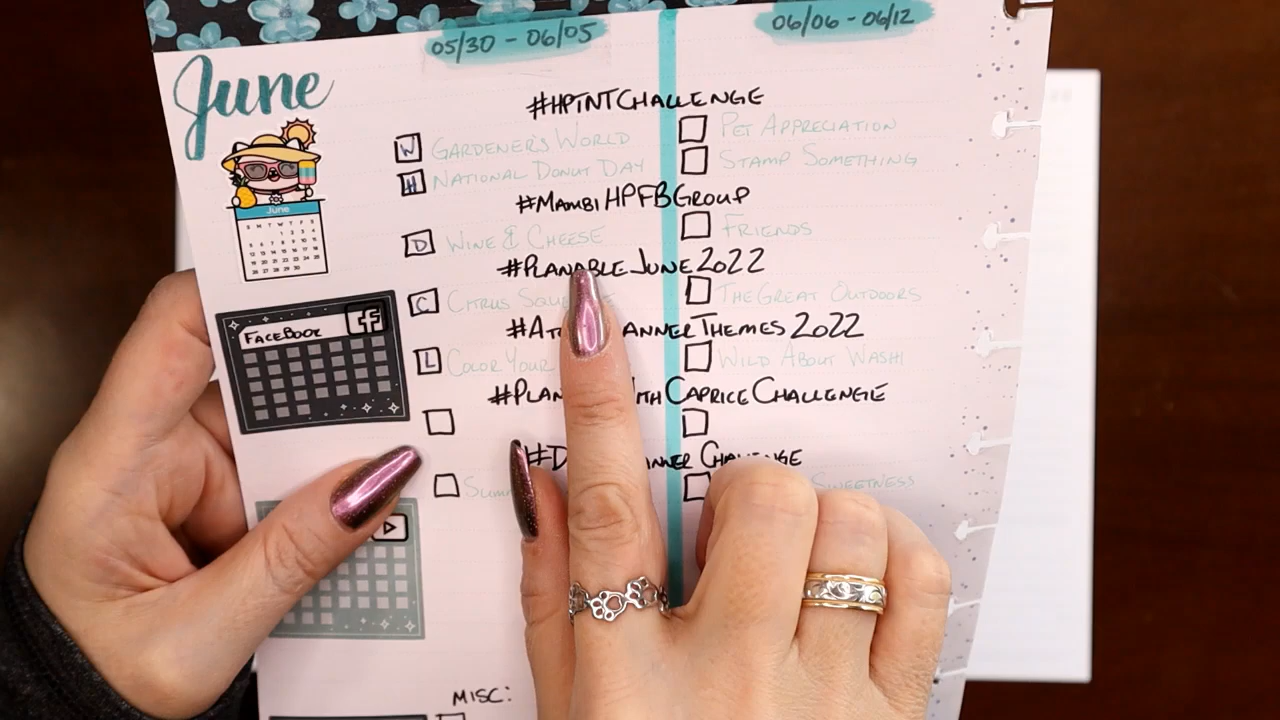 June
05/30 - 06/05
06/06 - 06/12
#HPTNTChallenge
W Gardener's World
Pet Appreciation
H National Donut Day
Stamp Something
#MambiHPFBGroup
D Wine & Cheese
Friends
#PlanableJune2022
C Citrus
The Great Outdoors
ThemES 2022
L Color Your
Wild About Washi
Caprice Challenge
Sweetness
June
Facebook
Misc: